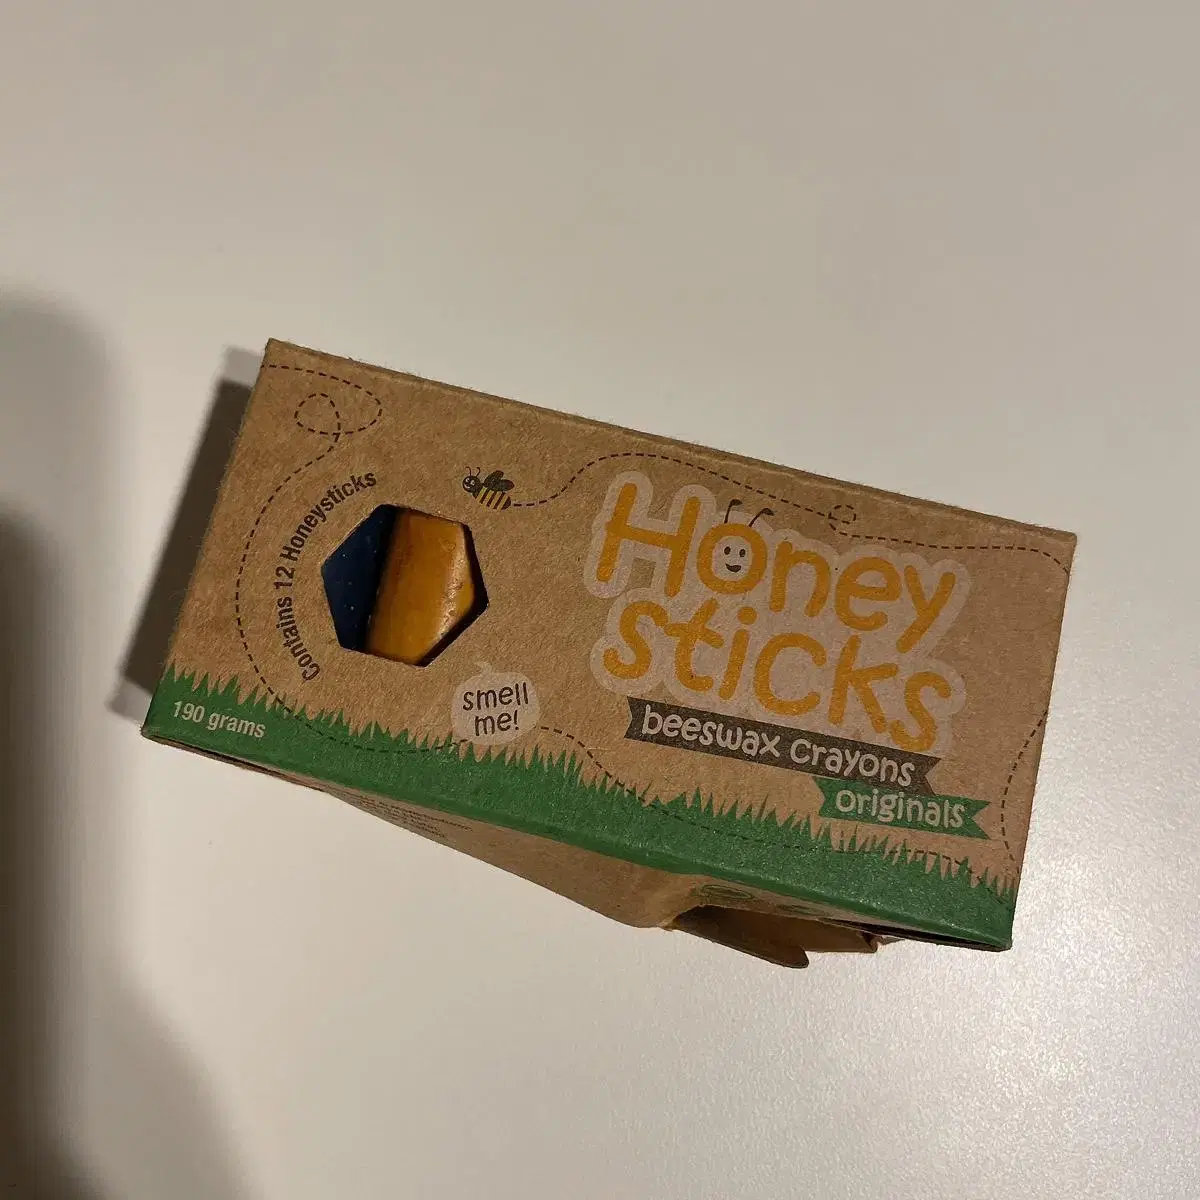 Contains 12 Honeysticks
Honey
sticks
beeswax crayons
originals
smell
me!
190 grams